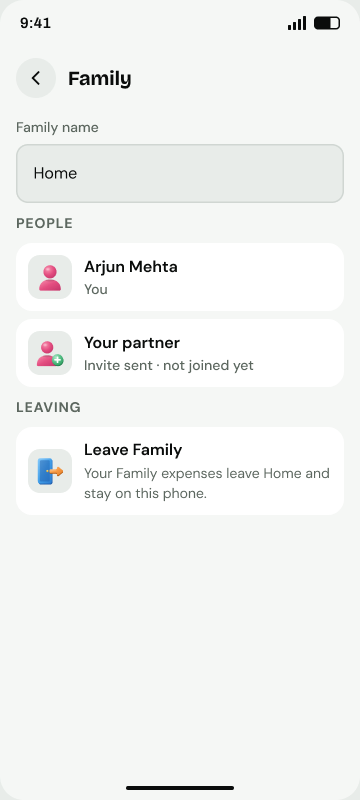 9:41
Family
Family name
Home
PEOPLE
Arjun Mehta
You
Your partner
Invite sent · not joined yet
LEAVING
Leave Family
Your Family expenses leave Home and
stay on this phone.